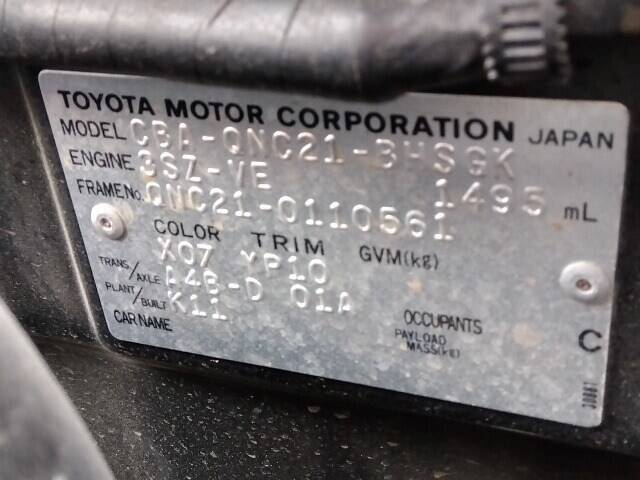 TOYOTA MOTOR CORPORATION JAPAN
MODEL CBA-QNC21-BHSGK
ENGINE 3SZ-VE 1495 mL
FRAME No. QNC21-0110561
COLOR TRIM GVM(kg)
X07 YP10
TRANS/AXLE A4B-D 01A
PLANT/BUILT K11
CAR NAME OCCUPANTS C
PAYLOAD MASS(kg)